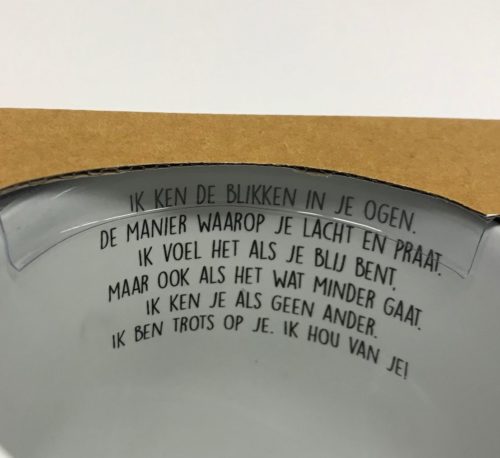 IK KEN DE BLIKKEN IN JE OGEN.
DE MANIER WAAROP JE LACHT EN PRAAT.
IK VOEL HET ALS JE BLIJ BENT,
MAAR OOK ALS HET WAT MINDER GAAT.
IK KEN JE ALS GEEN ANDER.
IK BEN TROTS OP JE. IK HOU VAN JE!